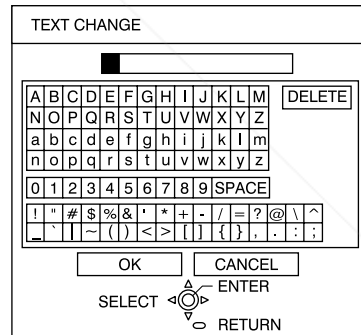 TEXT CHANGE
A B C D E F G H I J K L M DELETE
N O P Q R S T U V W X Y Z
a b c d e f g h i j k l m
n o p q r s t u v w x y z
0 1 2 3 4 5 6 7 8 9 SPACE
! " # $ % & ' * + - / = ? @ \ ^
_ ` | ~ ( ) < > [ ] { } , . : ;
OK CANCEL
ENTER
SELECT
RETURN